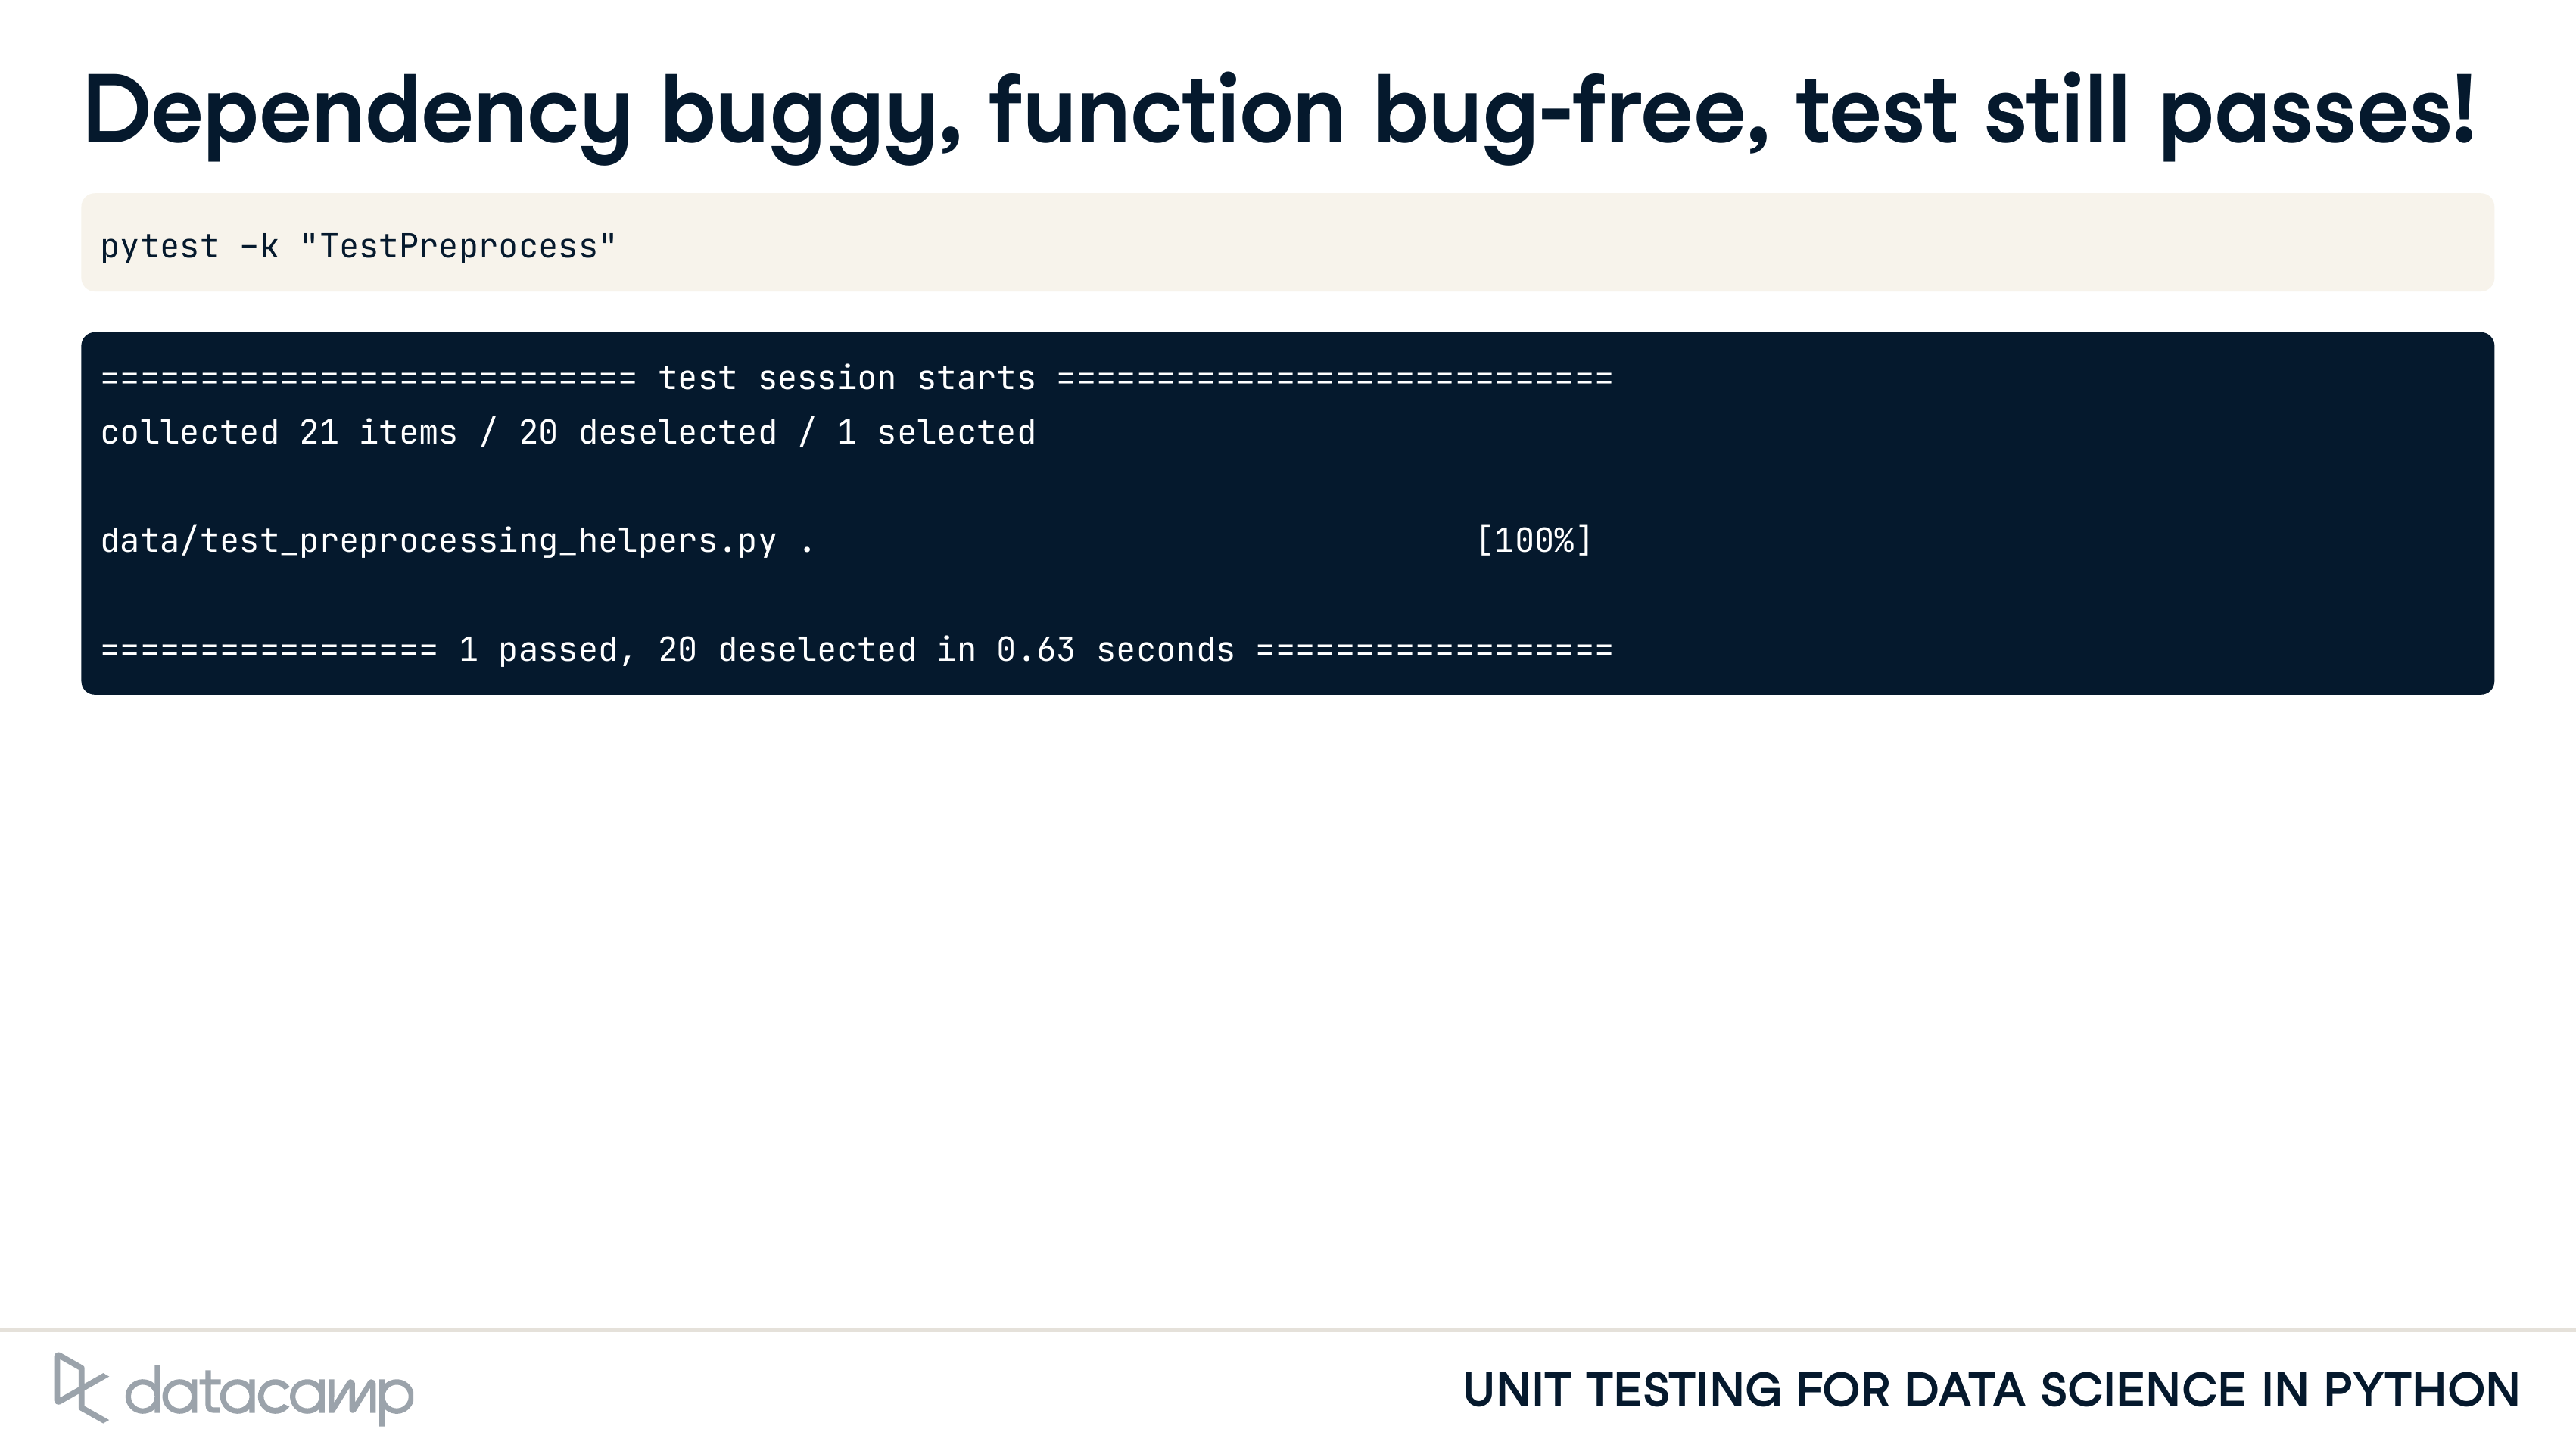 Dependency buggy, function bug-free, test still passes!
pytest -k "TestPreprocess"
=========================== test session starts ============================
collected 21 items / 20 deselected / 1 selected
data/test_preprocessing_helpers.py . [100%]
================= 1 passed, 20 deselected in 0.63 seconds ==================
datacamp
UNIT TESTING FOR DATA SCIENCE IN PYTHON